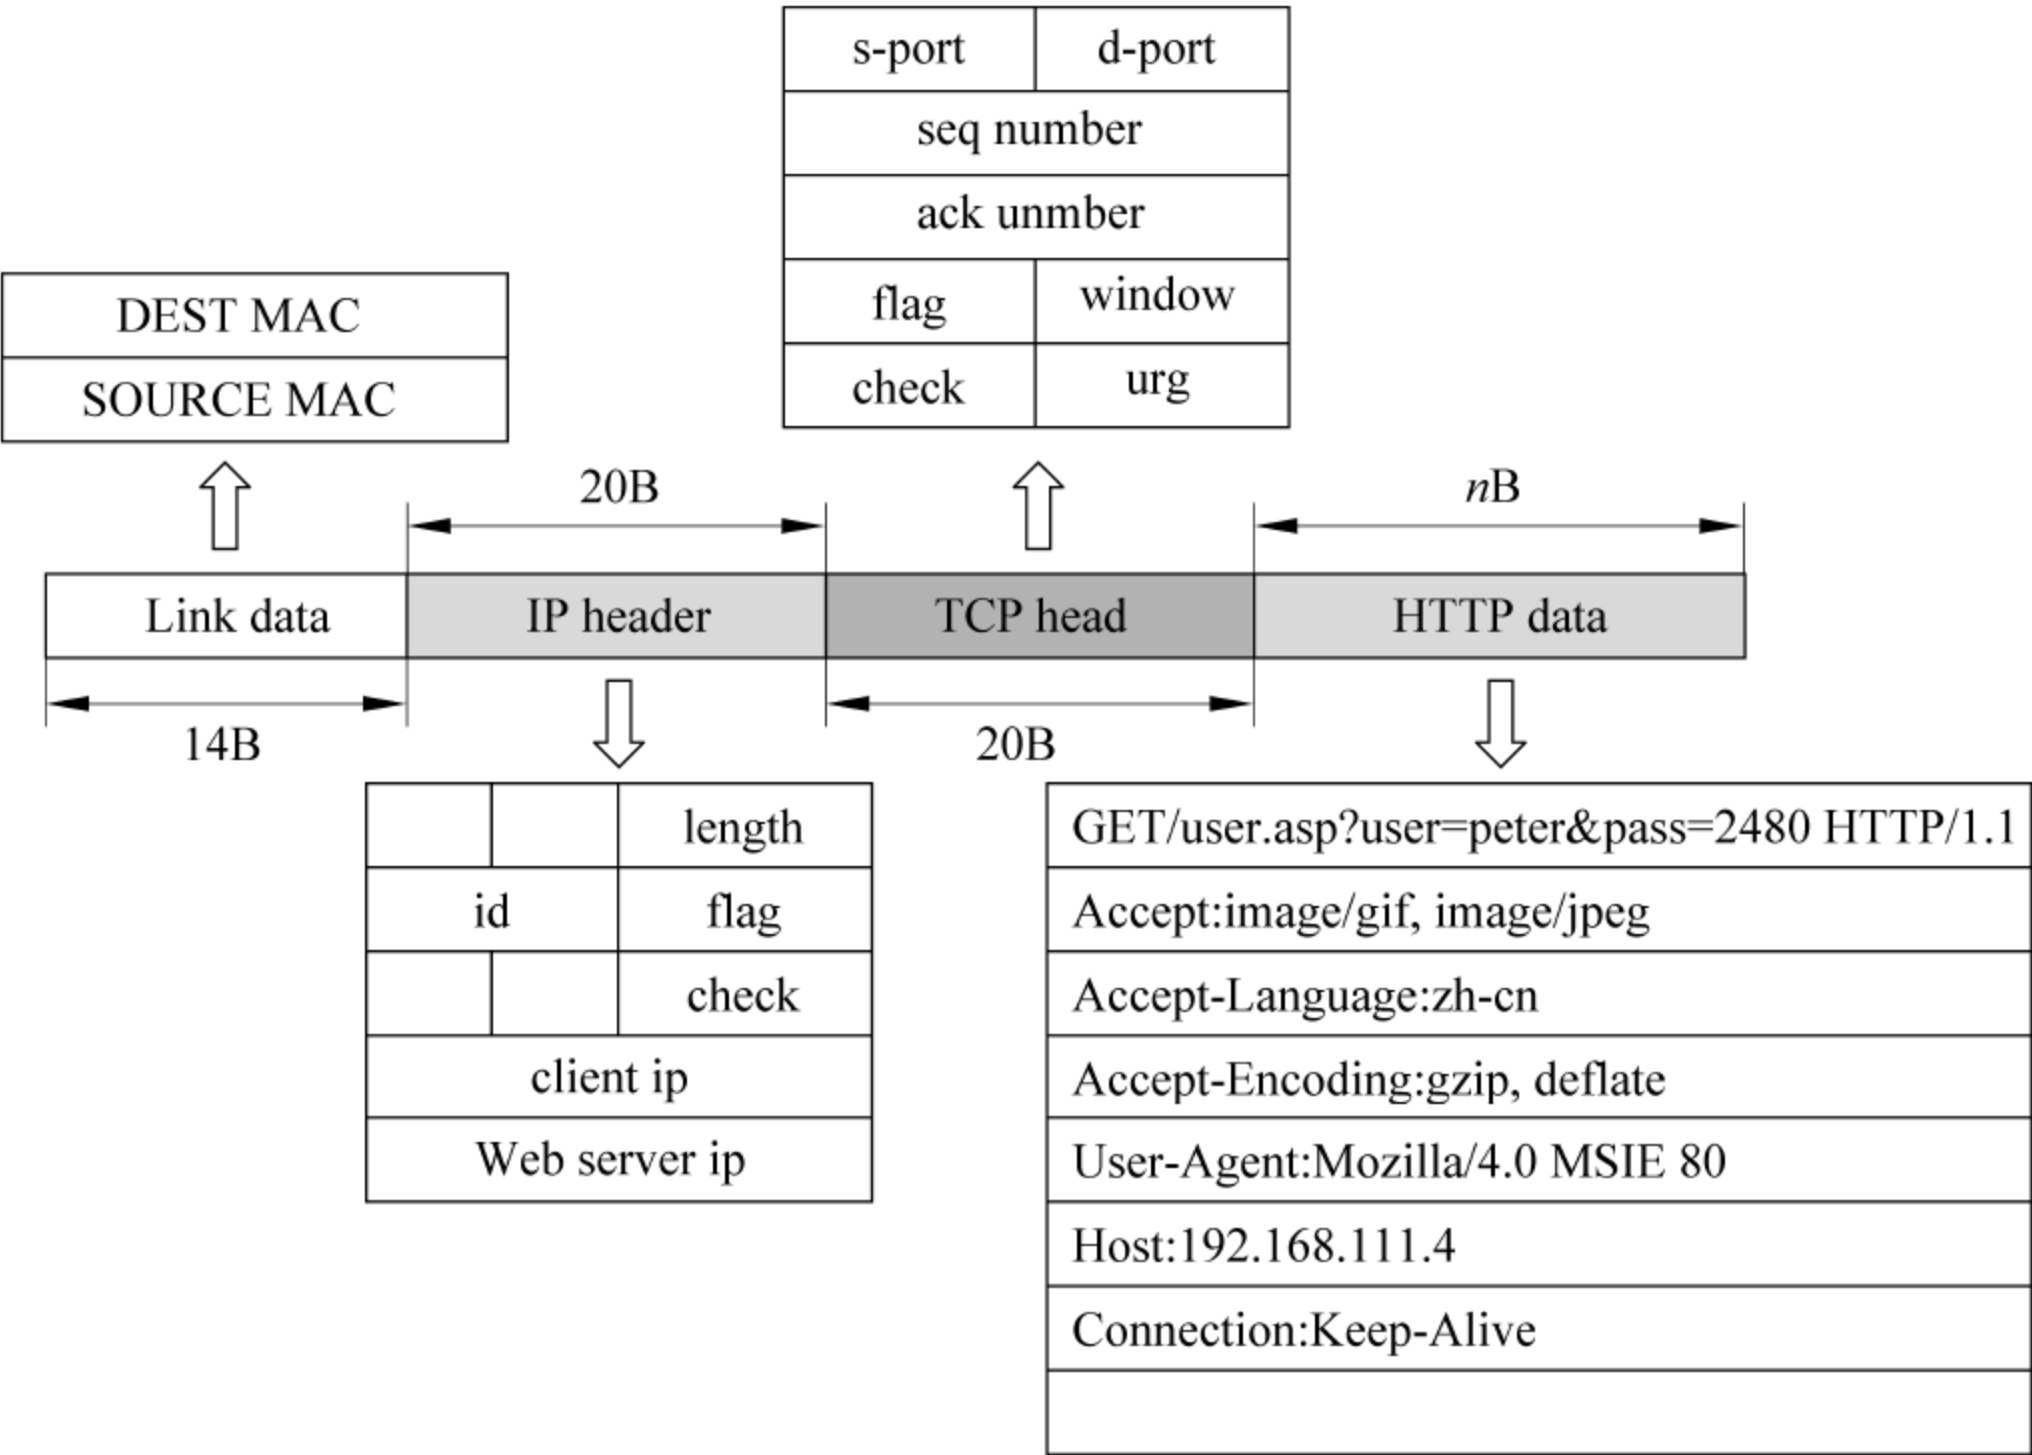 s-port d-port
seq number
ack unmber
flag window
check urg
DEST MAC
SOURCE MAC
20B nB
Link data IP header TCP head HTTP data
14B 20B
length
id flag
check
client ip
Web server ip
GET/user.asp?user=peter&pass=2480 HTTP/1.1
Accept:image/gif, image/jpeg
Accept-Language:zh-cn
Accept-Encoding:gzip, deflate
User-Agent:Mozilla/4.0 MSIE 80
Host:192.168.111.4
Connection:Keep-Alive